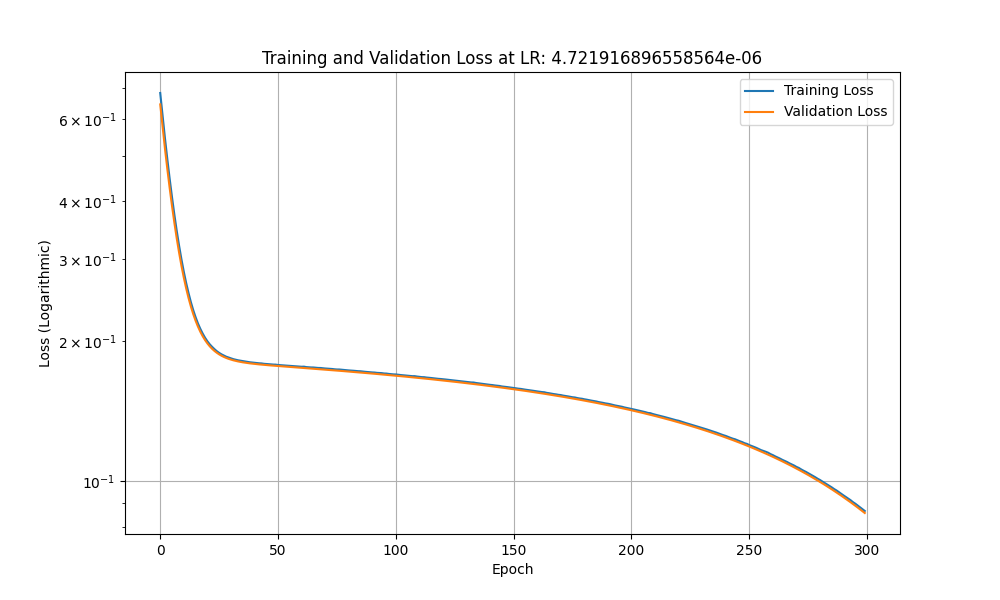 Training and Validation Loss at LR: 4.721916896558564e-06
Training Loss
Validation Loss
6 × 10⁻¹
4 × 10⁻¹
3 × 10⁻¹
2 × 10⁻¹
10⁻¹
Loss (Logarithmic)
0 50 100 150 200 250 300
Epoch